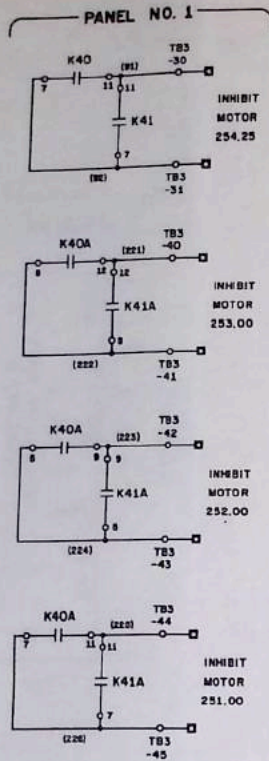 PANEL NO. 1
K40
TB3
-30
7
11
(91)
11
INHIBIT
MOTOR
254.25
K41
7
(92)
TB3
-31
K40A
TB3
-40
(221)
12
12
INHIBIT
MOTOR
253.00
K41A
8
(222)
TB3
-41
K40A
TB3
-42
(223)
9
9
INHIBIT
MOTOR
252.00
K41A
(224)
TB3
-43
K40A
TB3
-44
7
11
11
INHIBIT
MOTOR
251.00
K41A
7
TB3
-45